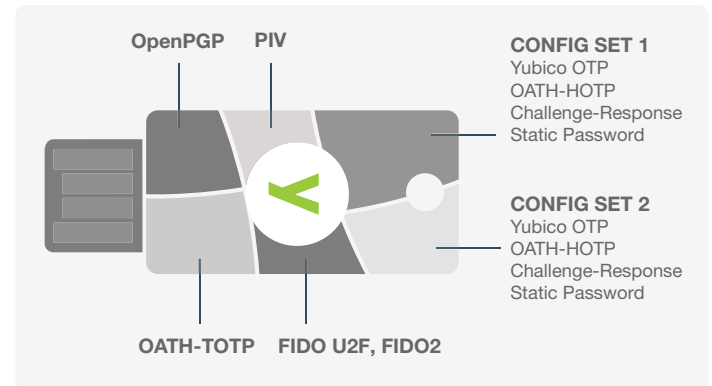 OpenPGP PIV
CONFIG SET 1
Yubico OTP
OATH-HOTP
Challenge-Response
Static Password
CONFIG SET 2
Yubico OTP
OATH-HOTP
Challenge-Response
Static Password
OATH-TOTP FIDO U2F, FIDO2